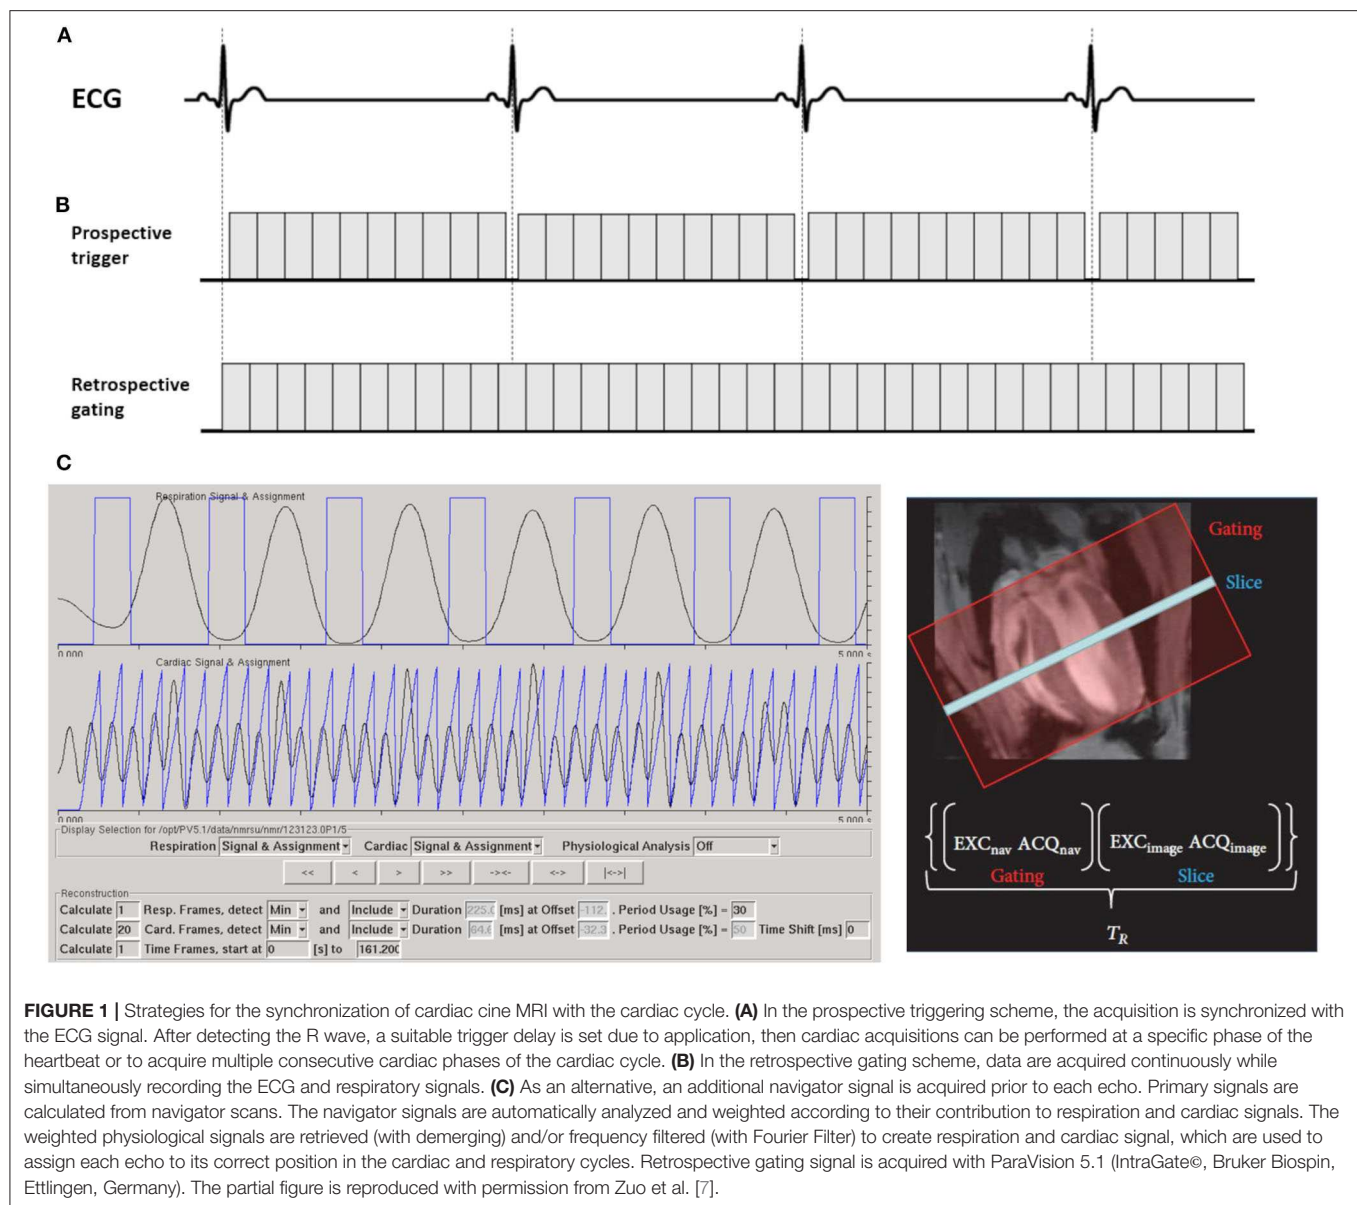 A
ECG
B
Prospective
trigger
Retrospective
gating
C
Respiration Signal & Assignment
0.000
5.000 s
Cardiac Signal & Assignment
0.000
5.000 s
Display Selection for /opt/PV5.1/data/nmrsu/nmr/123123.0P1/5
Respiration Signal & Assignment Cardiac Signal & Assignment Physiological Analysis Off
<< < > >> -><- <-> |<->|
Reconstruction
Calculate 1 Resp. Frames, detect Min and Include Duration 225.0 [ms] at Offset -112. . Period Usage [%] = 30
Calculate 20 Card. Frames, detect Min and Include Duration 64.6 [ms] at Offset -32.3 . Period Usage [%] = 50 Time Shift [ms] 0
Calculate 1 Time Frames, start at 0 [s] to 161.200
Gating
Slice
{(EXCnav ACQnav)(EXCimage ACQimage)}
Gating Slice
TR
FIGURE 1 | Strategies for the synchronization of cardiac cine MRI with the cardiac cycle. (A) In the prospective triggering scheme, the acquisition is synchronized with
the ECG signal. After detecting the R wave, a suitable trigger delay is set due to application, then cardiac acquisitions can be performed at a specific phase of the
heartbeat or to acquire multiple consecutive cardiac phases of the cardiac cycle. (B) In the retrospective gating scheme, data are acquired continuously while
simultaneously recording the ECG and respiratory signals. (C) As an alternative, an additional navigator signal is acquired prior to each echo. Primary signals are
calculated from navigator scans. The navigator signals are automatically analyzed and weighted according to their contribution to respiration and cardiac signals. The
weighted physiological signals are retrieved (with demerging) and/or frequency filtered (with Fourier Filter) to create respiration and cardiac signal, which are used to
assign each echo to its correct position in the cardiac and respiratory cycles. Retrospective gating signal is acquired with ParaVision 5.1 (IntraGate©, Bruker Biospin,
Ettlingen, Germany). The partial figure is reproduced with permission from Zuo et al. [7].